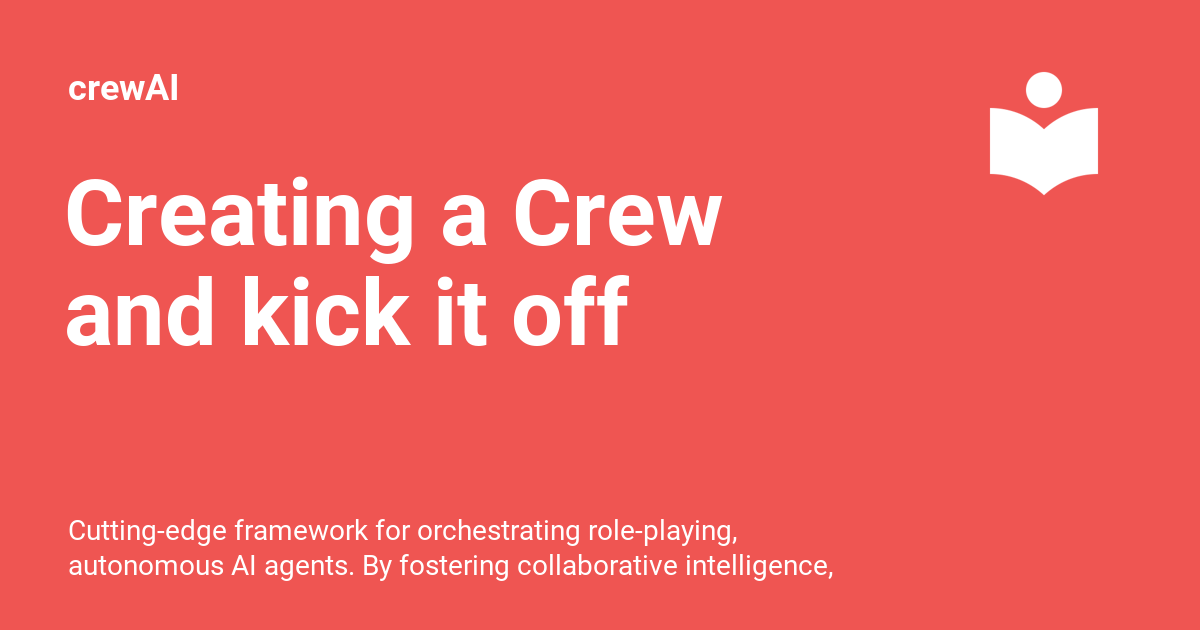 crewAI
Creating a Crew
and kick it off
Cutting-edge framework for orchestrating role-playing,
autonomous AI agents. By fostering collaborative intelligence,